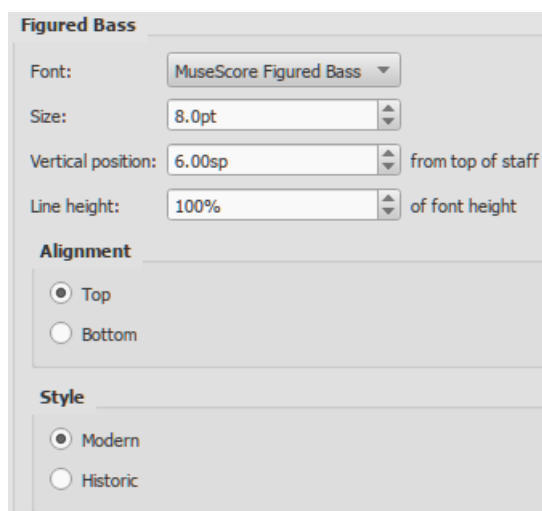 Figured Bass
Font: MuseScore Figured Bass
Size: 8.0pt
Vertical position: 6.00sp from top of staff
Line height: 100% of font height
Alignment
Top
Bottom
Style
Modern
Historic